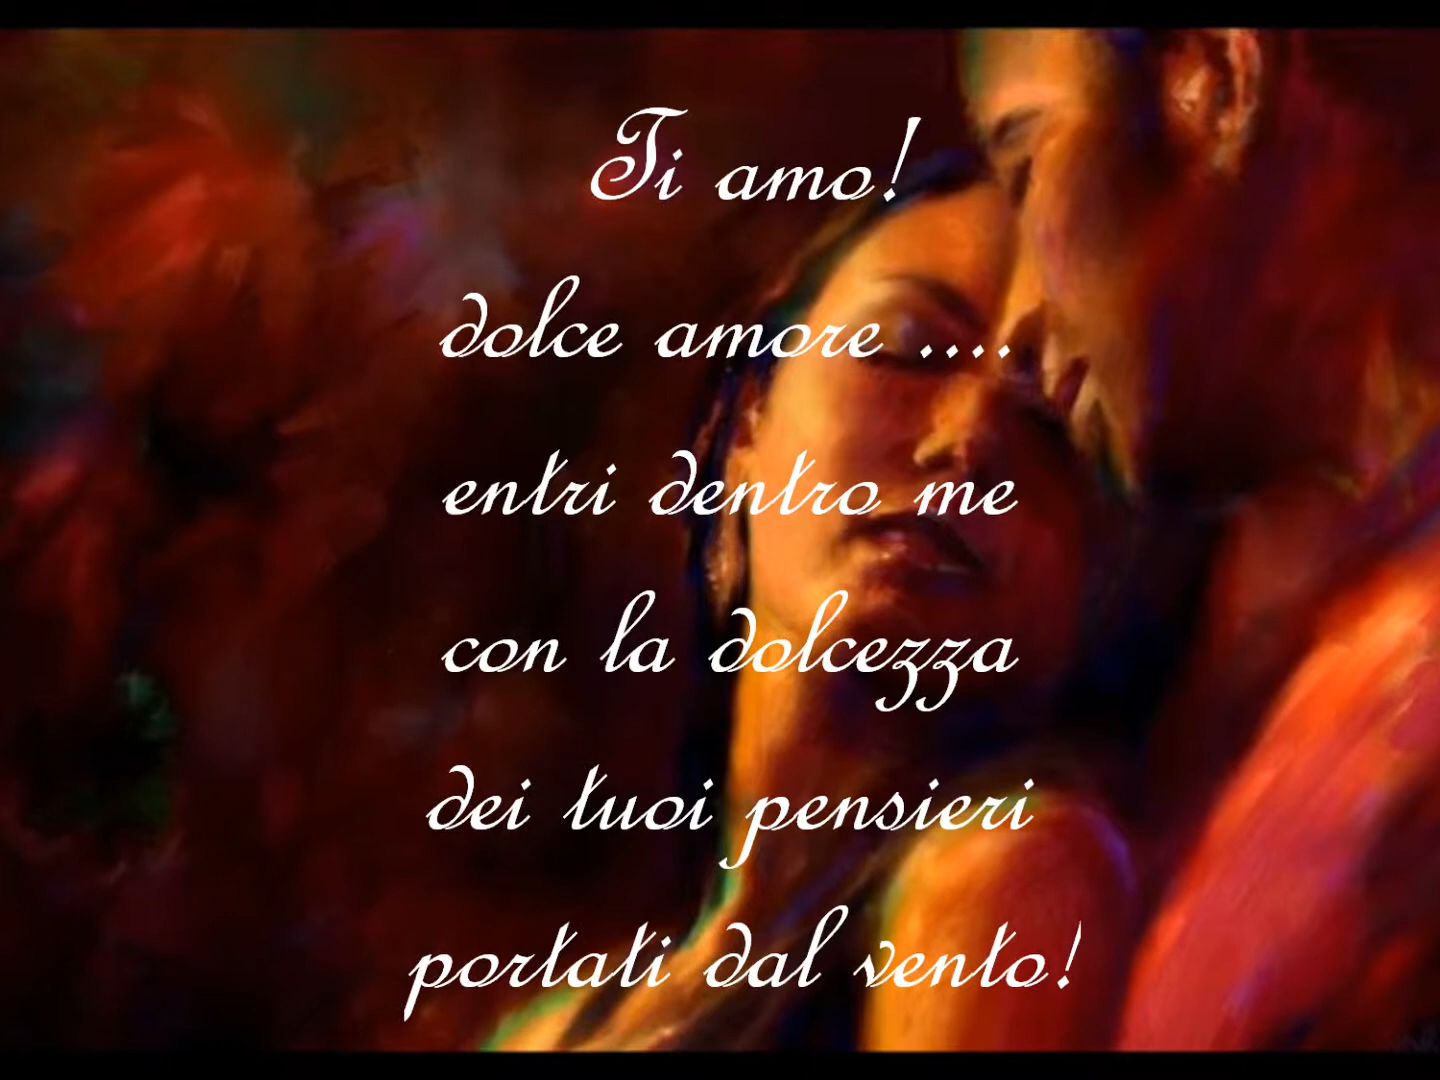 Ti amo!
dolce amore ....
entri dentro me
con la dolcezza
dei tuoi pensieri
portati dal vento!